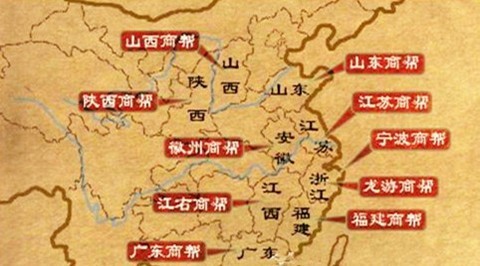 山西商帮
山西
山东商帮
陕西
山东
陕西商帮
江苏商帮
江苏
宁波商帮
安徽
徽州商帮
浙江
龙游商帮
江西
江右商帮
福建
福建商帮
广东商帮
广东